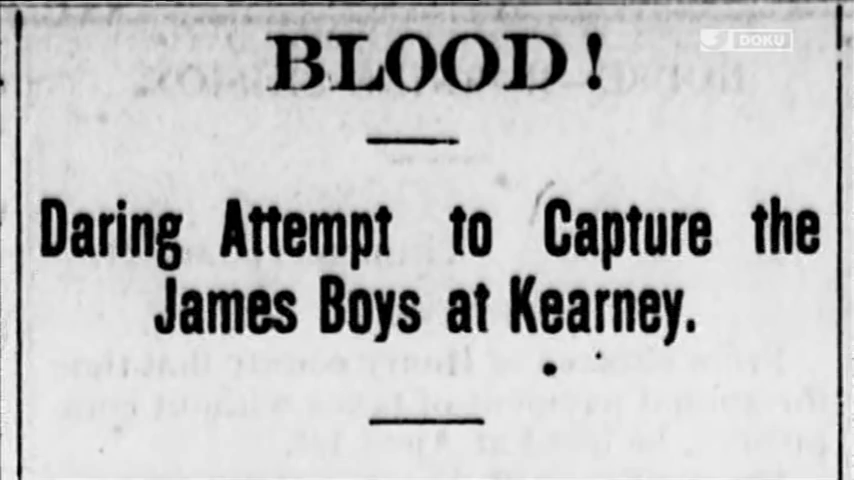 DOKU
BLOOD!
Daring Attempt to Capture the
James Boys at Kearney.